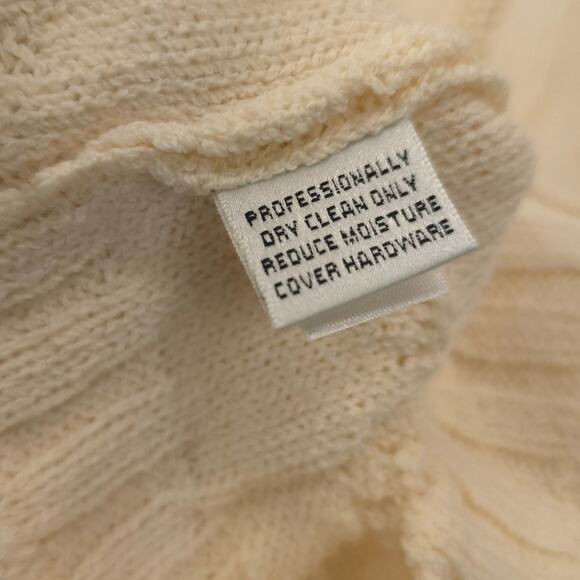 PROFESSIONALLY
DRY CLEAN ONLY
REDUCE MOISTURE
COVER HARDWARE